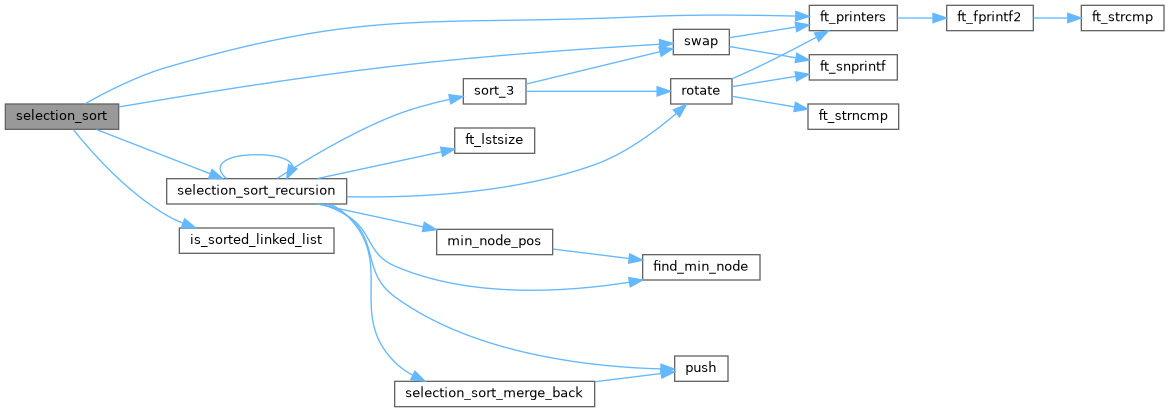 selection_sort
selection_sort_recursion
is_sorted_linked_list
sort_3
ft_lstsize
min_node_pos
selection_sort_merge_back
swap
rotate
find_min_node
push
ft_printers
ft_snprintf
ft_strncmp
ft_fprintf2
ft_strcmp